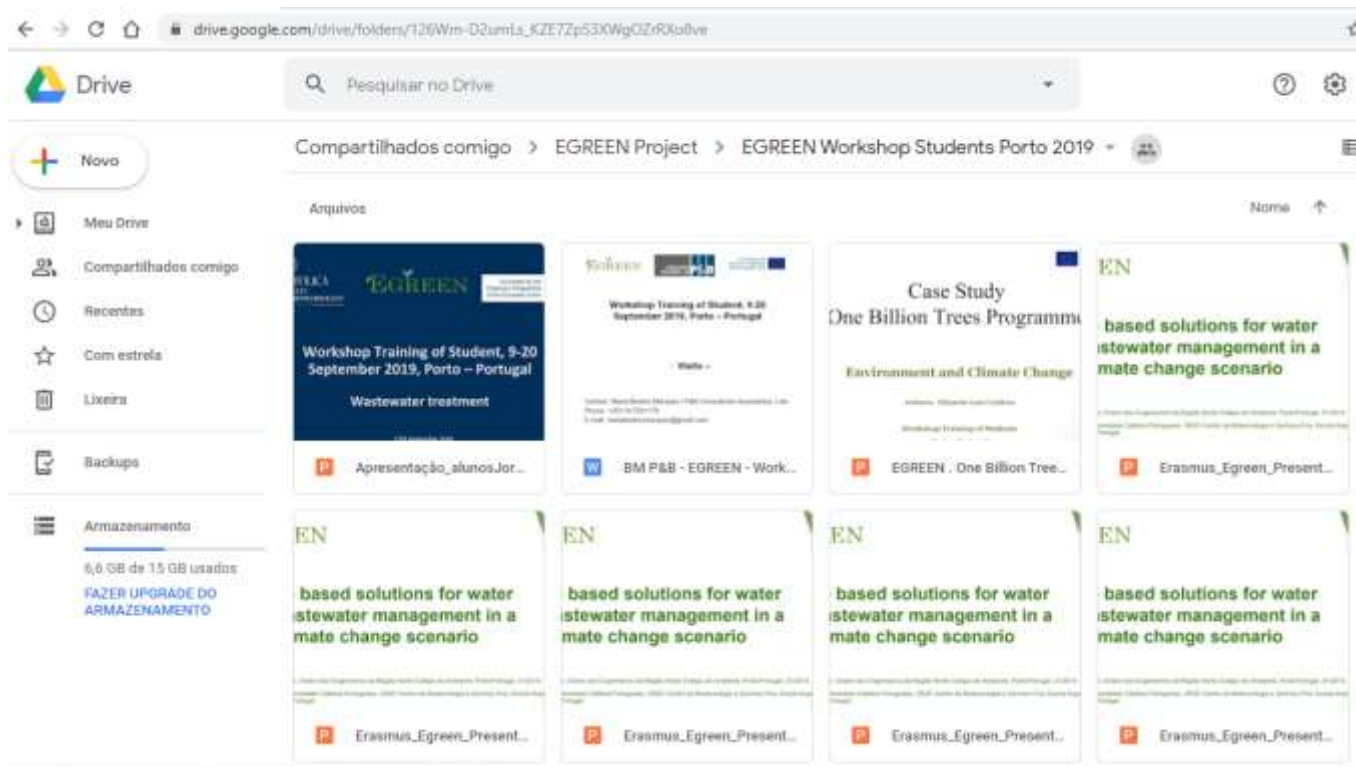 drive.google.com/drive/folders/
Drive
Pesquisar no Drive
Novo
Compartilhados comigo > EGREEN Project > EGREEN Workshop Students Porto 2019
Meu Drive
Compartilhados comigo
Recentes
Com estrela
Lixeira
Backups
Armazenamento
6,6 GB de 15 GB usados
FAZER UPGRADE DO
ARMAZENAMENTO
Arquivos
Nome
EGREEN
Workshop Training of Student, 9-20
September 2019, Porto – Portugal
Wastewater treatment
P Apresentação_alunosJor...
EGREEN
Workshop Training of Student, 9-20
September 2019, Porto – Portugal
- Waste -
W BM P&B - EGREEN - Work...
Case Study
One Billion Trees Programme
Environment and Climate Change
Workshop Training of Students
P EGREEN . One Billion Tree...
EEN
based solutions for water
stewater management in a
mate change scenario
P Erasmus_Egreen_Present...
EN
based solutions for water
stewater management in a
mate change scenario
P Erasmus_Egreen_Present...
EN
based solutions for water
stewater management in a
mate change scenario
P Erasmus_Egreen_Present...
EN
based solutions for water
stewater management in a
mate change scenario
P Erasmus_Egreen_Present...
EN
based solutions for water
stewater management in a
mate change scenario
P Erasmus_Egreen_Present...